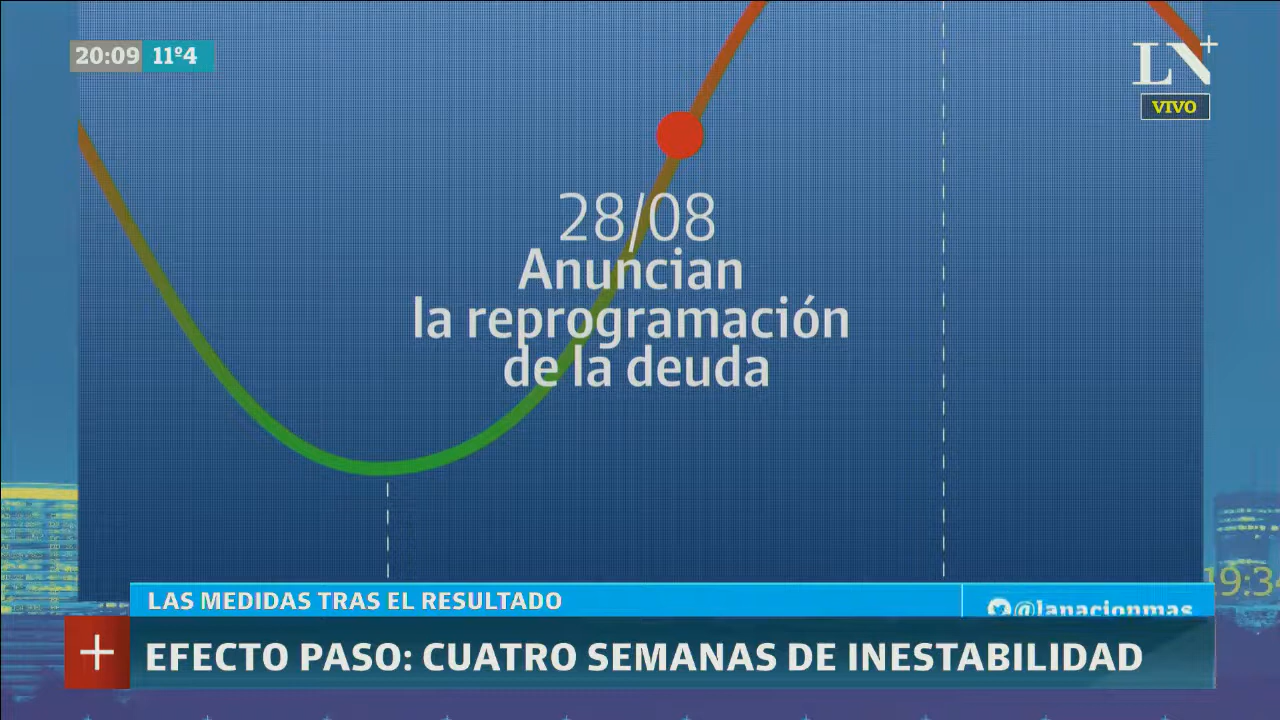 20:09 11º4
LN+
VIVO
28/08
Anuncian
la reprogramación
de la deuda
LAS MEDIDAS TRAS EL RESULTADO
@lanacionmas
+ EFECTO PASO: CUATRO SEMANAS DE INESTABILIDAD